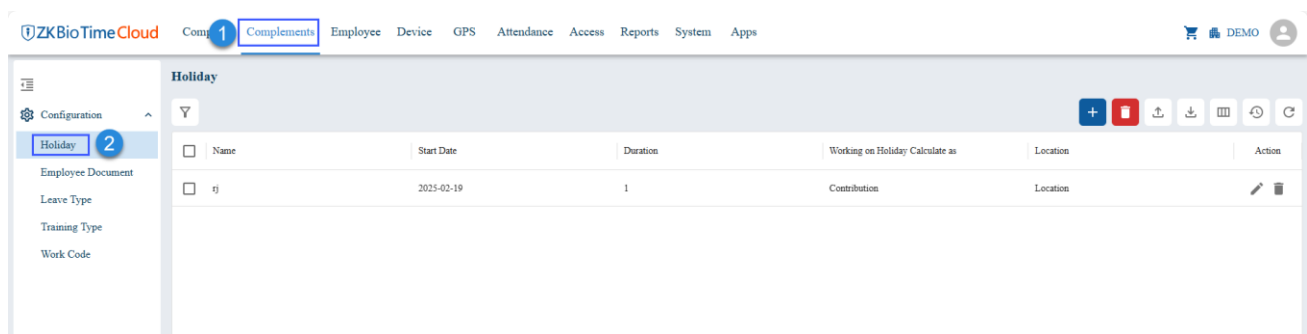 ZKBioTime Cloud
1 Complements Employee Device GPS Attendance Access Reports System Apps DEMO
Holiday
Configuration
Holiday 2
Employee Document
Leave Type
Training Type
Work Code
Name Start Date Duration Working on Holiday Calculate as Location Action
rj 2025-02-19 1 Contribution Location